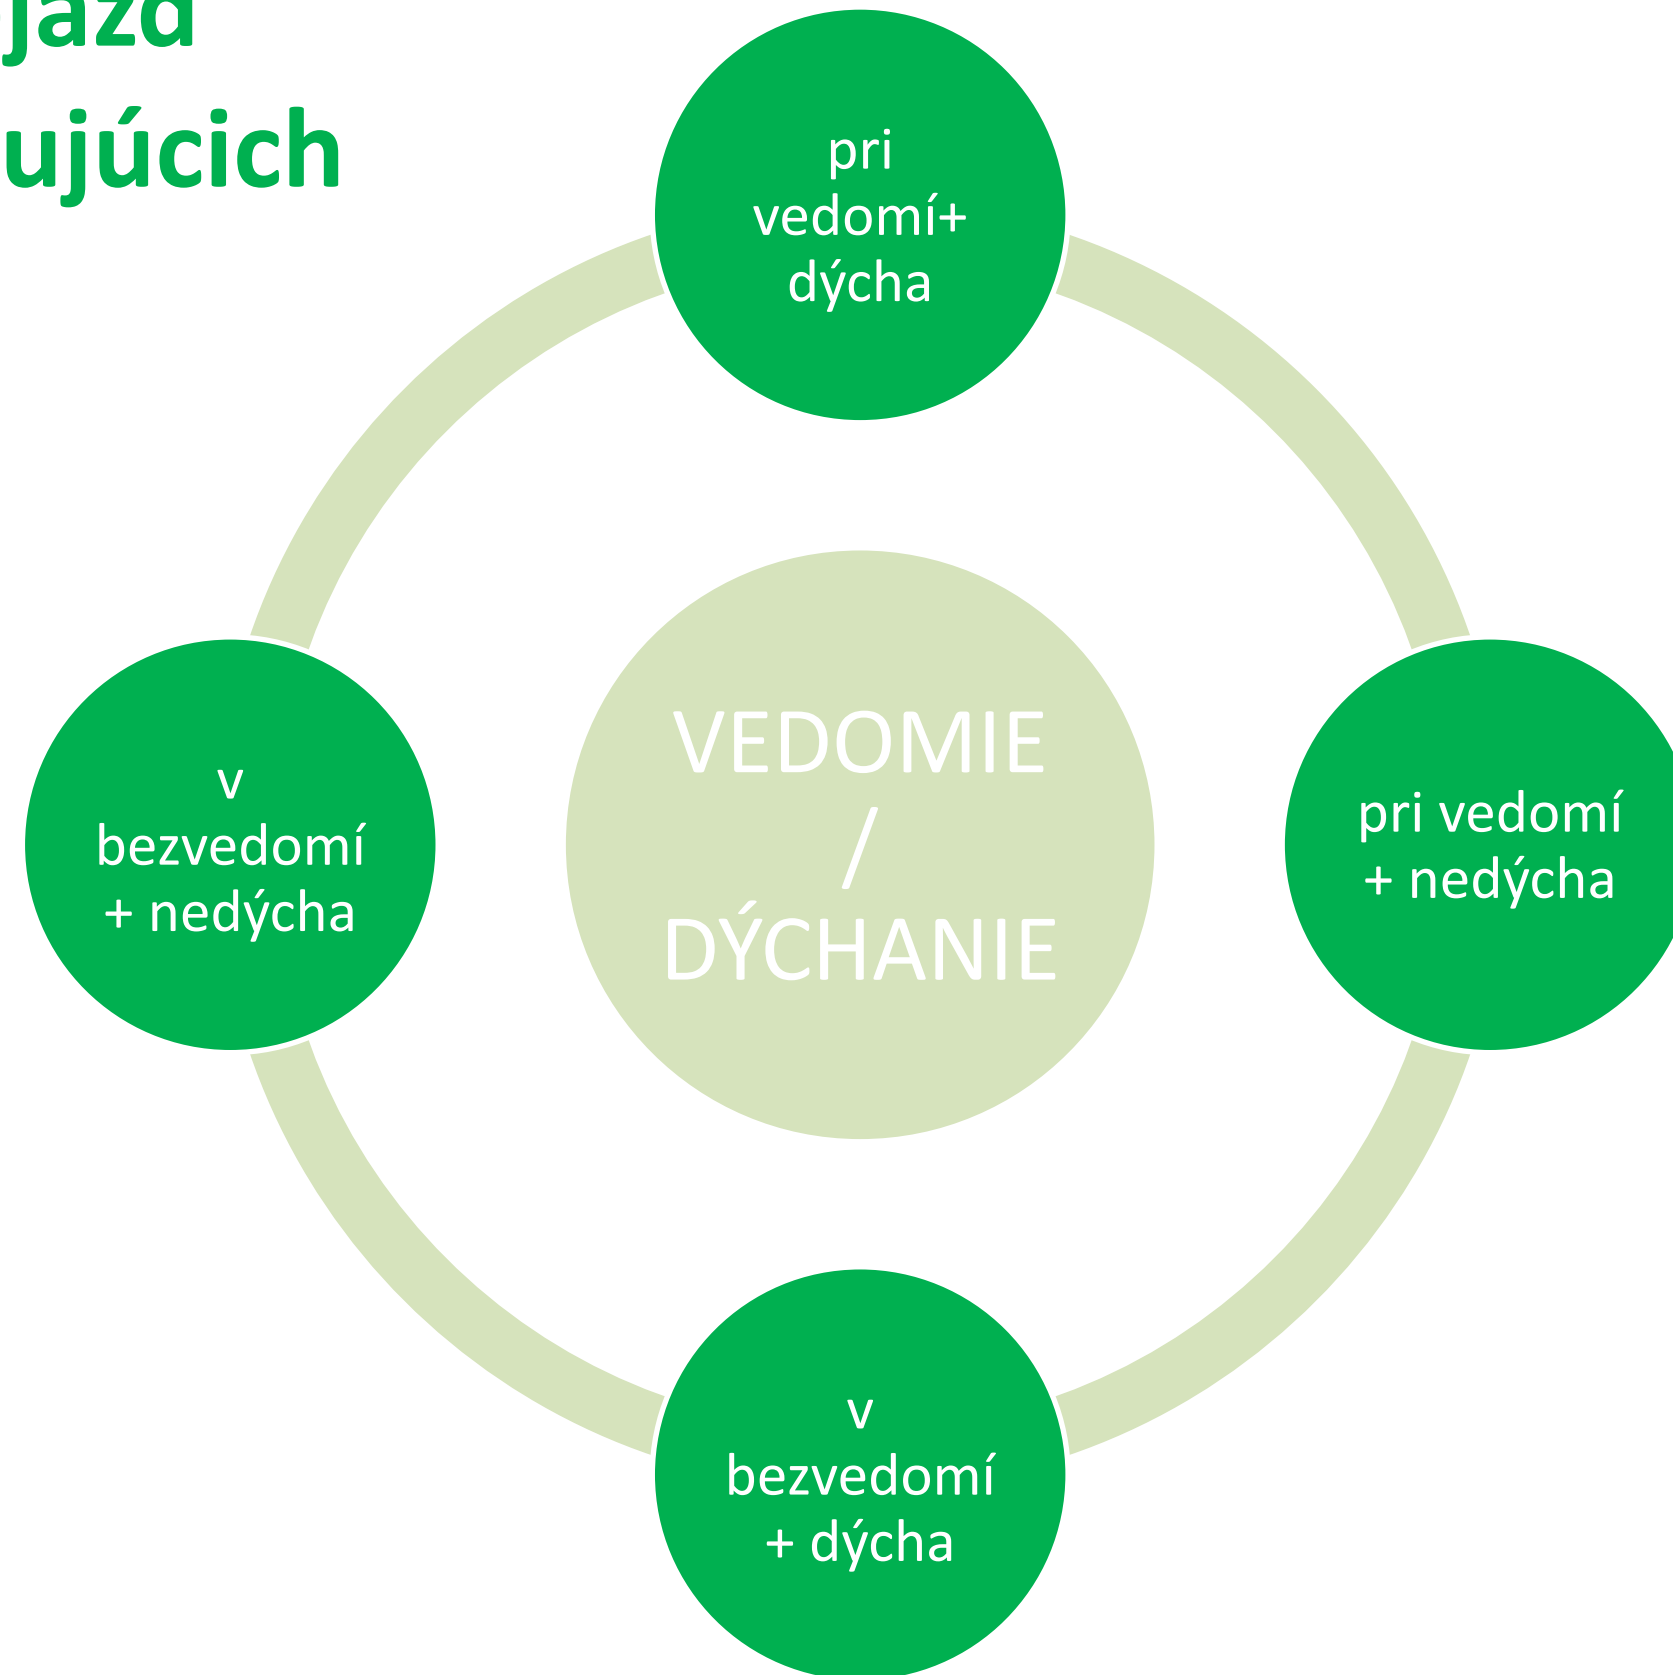 jazd
ujúcich
pri
vedomí+
dýcha
VEDOMIE
/
DÝCHANIE
v
bezvedomí
+ nedýcha
pri vedomí
+ nedýcha
v
bezvedomí
+ dýcha